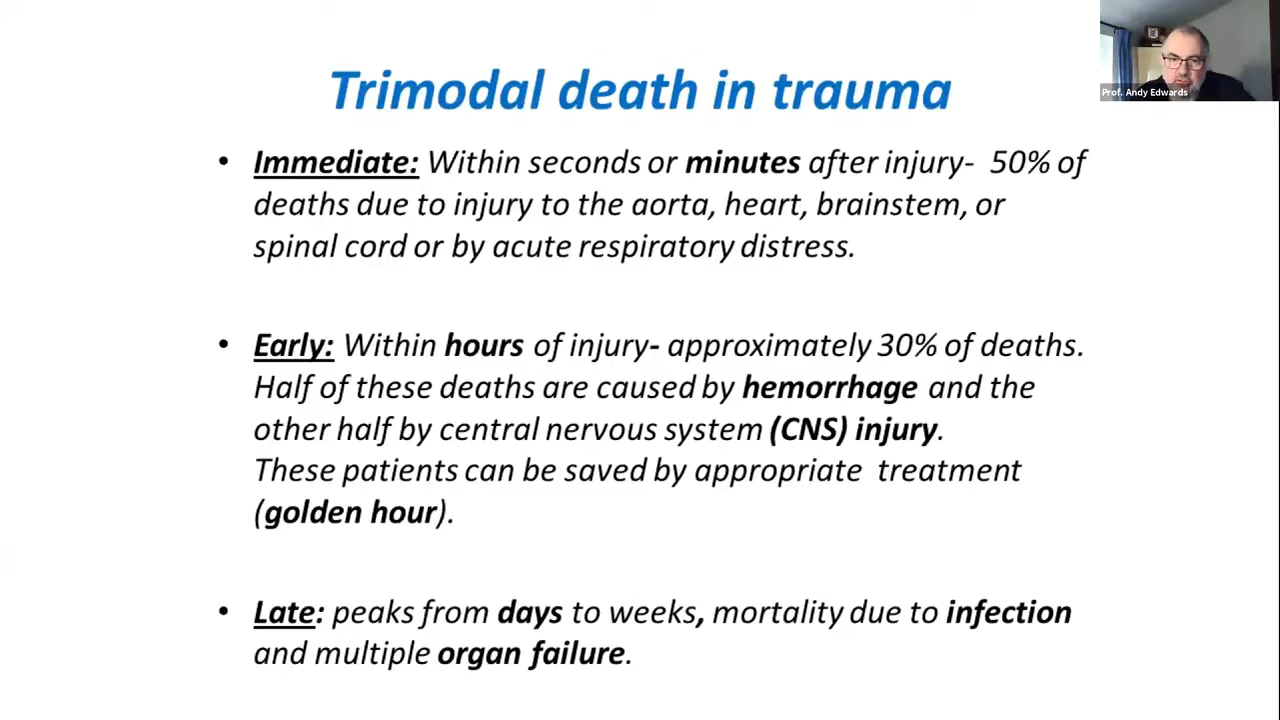 Prof. Andy Edwards
Trimodal death in trauma
• Immediate: Within seconds or minutes after injury- 50% of
deaths due to injury to the aorta, heart, brainstem, or
spinal cord or by acute respiratory distress.
• Early: Within hours of injury- approximately 30% of deaths.
Half of these deaths are caused by hemorrhage and the
other half by central nervous system (CNS) injury.
These patients can be saved by appropriate treatment
(golden hour).
• Late: peaks from days to weeks, mortality due to infection
and multiple organ failure.